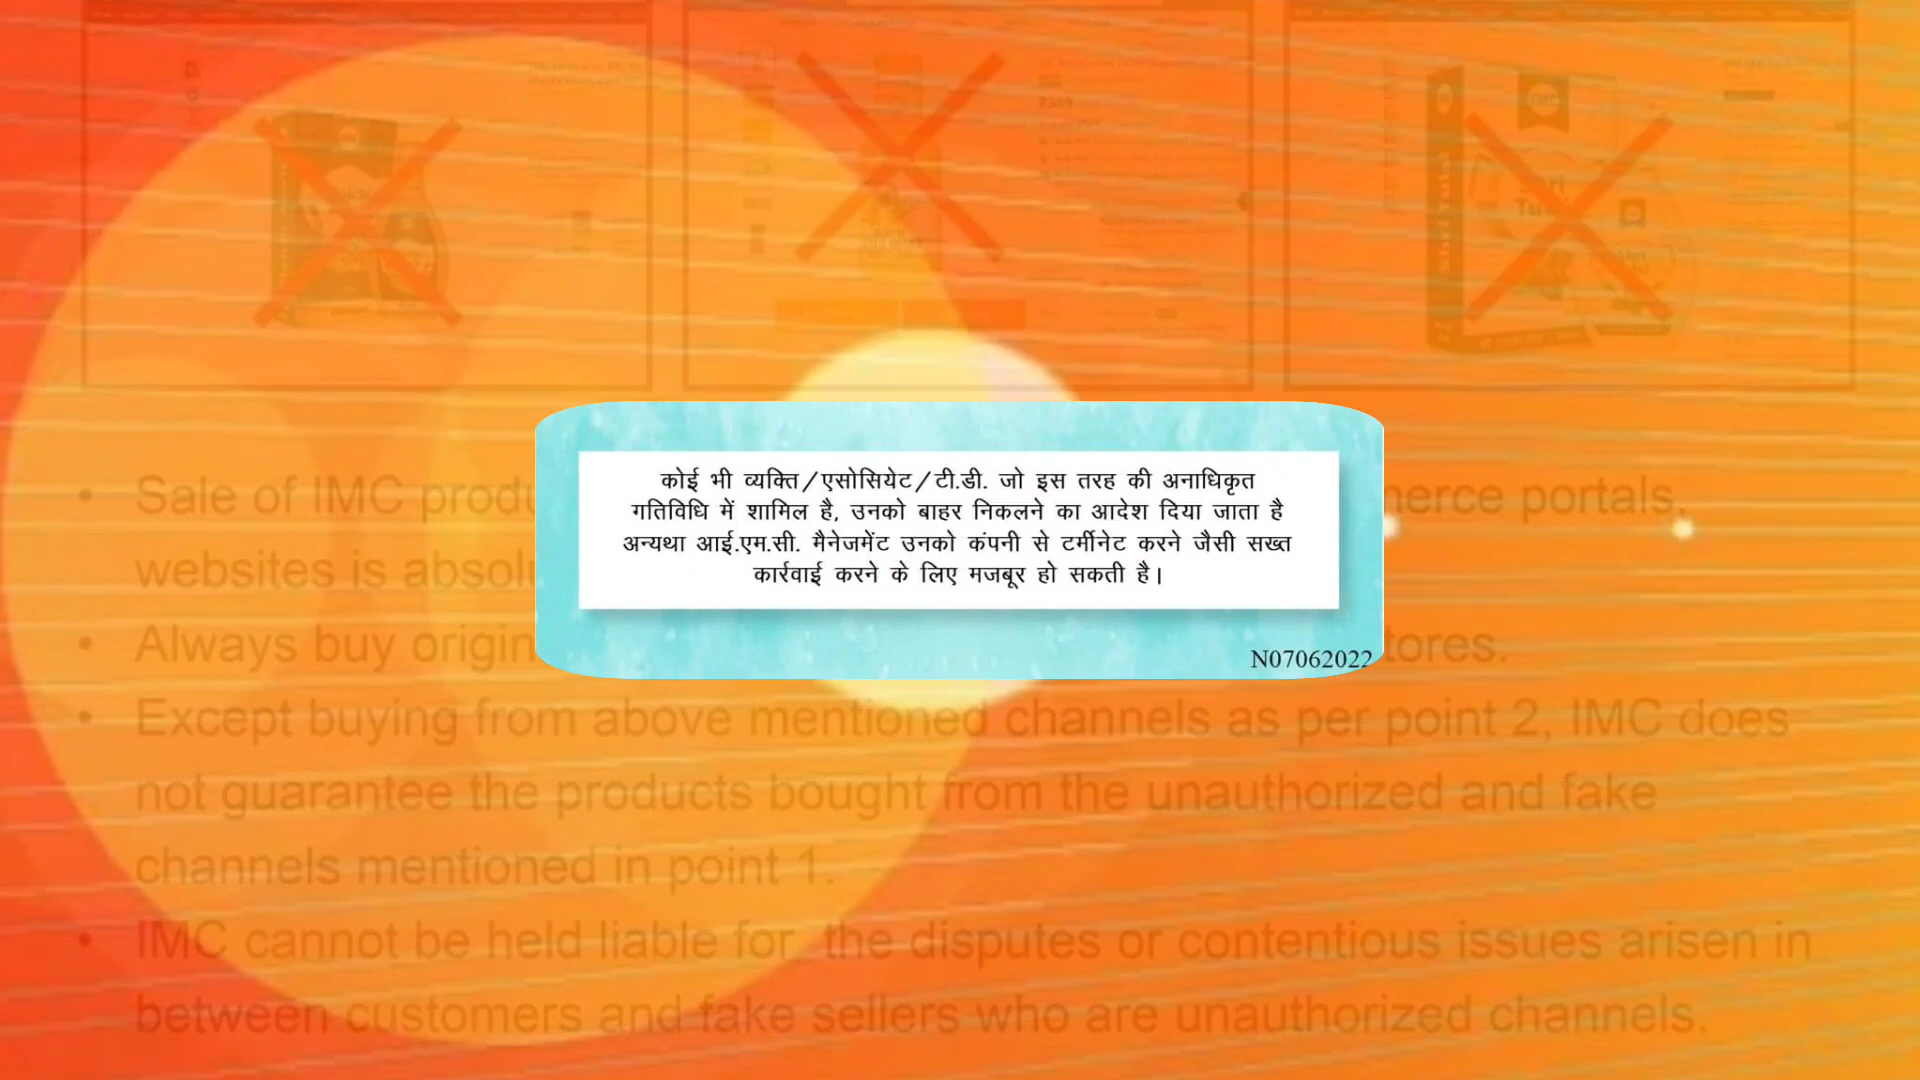 कोई भी व्यक्ति/एसोसियेट/टी.डी. जो इस तरह की अनाधिकृत
गतिविधि में शामिल है, उनको बाहर निकलने का आदेश दिया जाता है
अन्यथा आई.एम.सी. मैनेजमेंट उनको कंपनी से टर्मीनेट करने जैसी सख्त
कार्रवाई करने के लिए मजबूर हो सकती है।
N07062022
• Sale of IMC produ merce portals,
websites is absolu
• Always buy origin tores.
• Except buying from above mentioned channels as per point 2, IMC does
not guarantee the products bought from the unauthorized and fake
channels mentioned in point 1.
• IMC cannot be held liable for the disputes or contentious issues arisen in
between customers and fake sellers who are unauthorized channels.